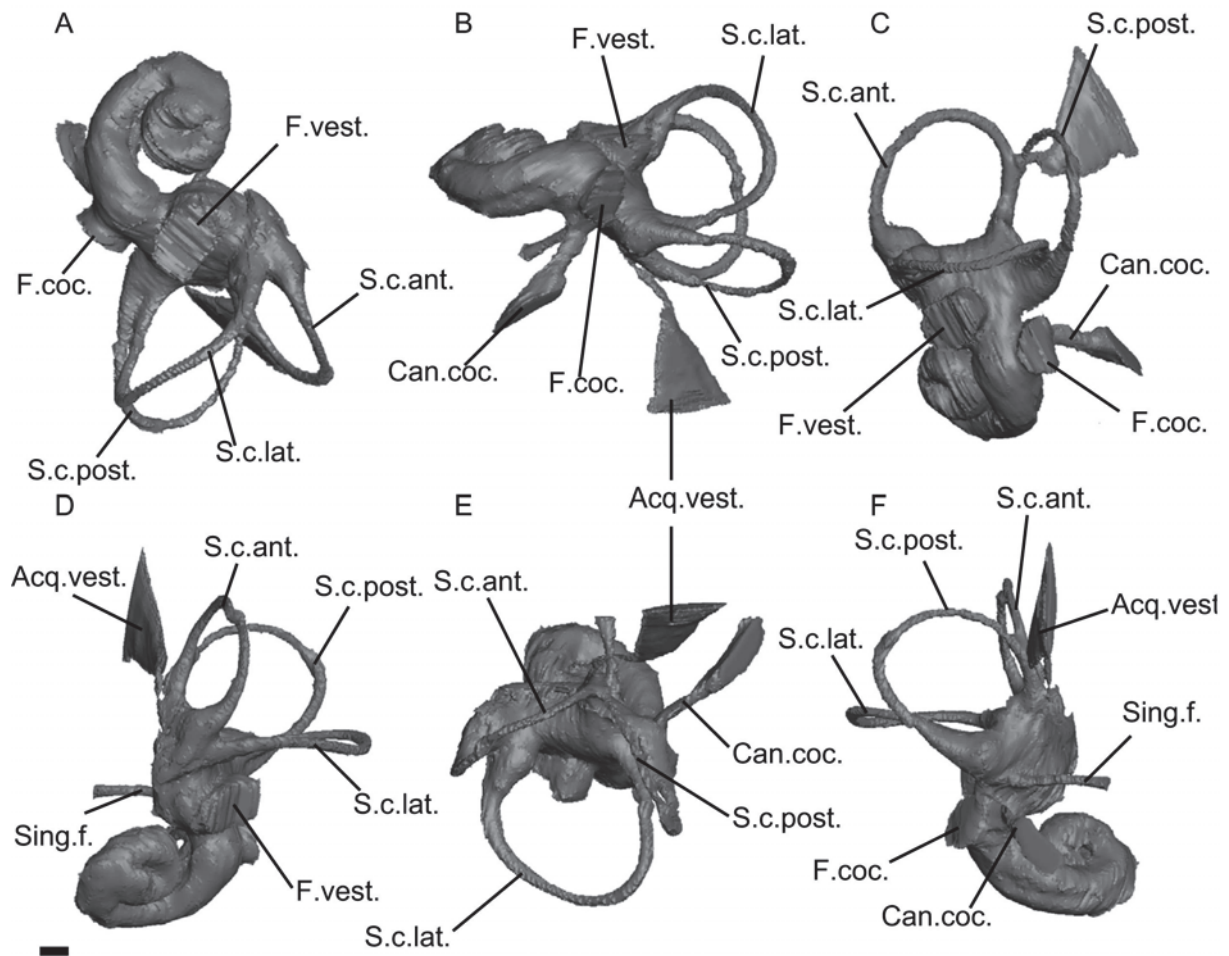 A
F.vest.
F.coc.
S.c.ant.
S.c.lat.
S.c.post.
B
F.vest.
S.c.lat.
Can.coc.
F.coc.
S.c.post.
C
S.c.post.
S.c.ant.
Can.coc.
S.c.lat.
F.vest.
F.coc.
Acq.vest.
D
S.c.ant.
Acq.vest.
S.c.post.
S.c.lat.
Sing.f.
F.vest.
E
S.c.ant.
Can.coc.
S.c.post.
S.c.lat.
F
S.c.ant.
S.c.post.
Acq.vest
S.c.lat.
Sing.f.
F.coc.
Can.coc.